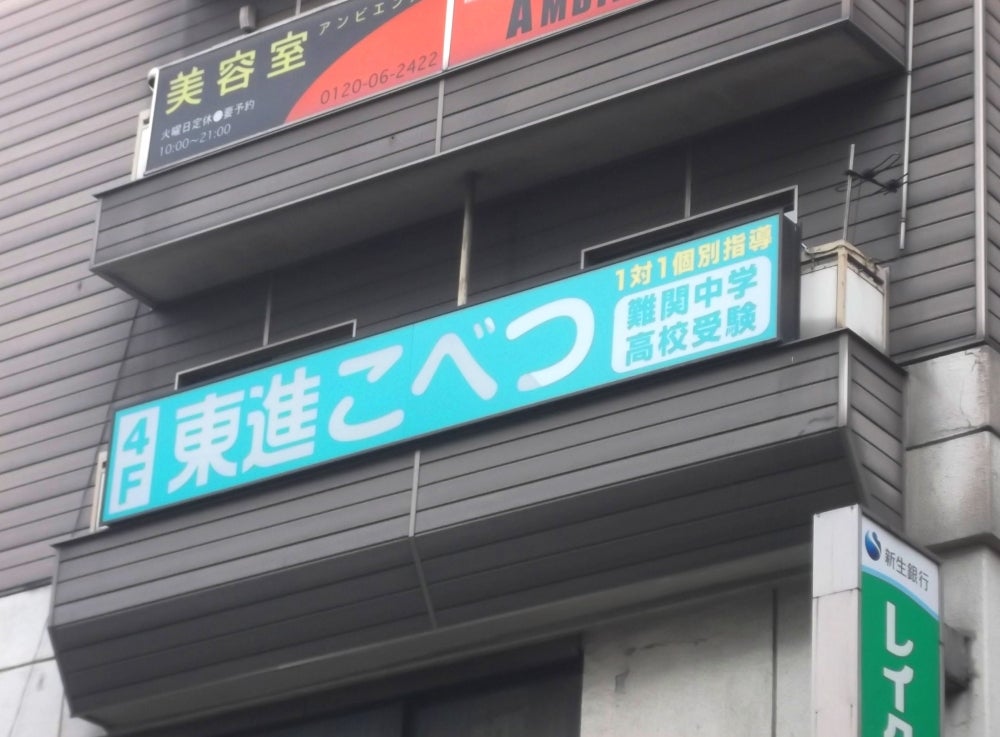 美容室
アンビエン
AMBI
0120-06-2422
火曜日定休●要予約
10:00～21:00
1対1個別指導
難関中学
高校受験
4F
東進こべつ
新生銀行
レイク